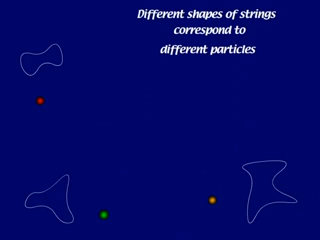 Different shapes of strings
correspond to
different particles